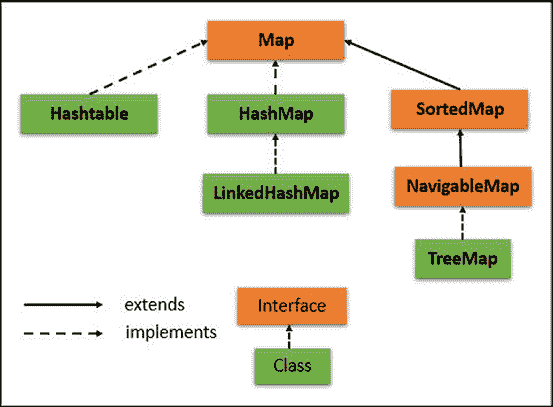 Map
Hashtable
HashMap
SortedMap
LinkedHashMap
NavigableMap
TreeMap
extends
implements
Interface
Class